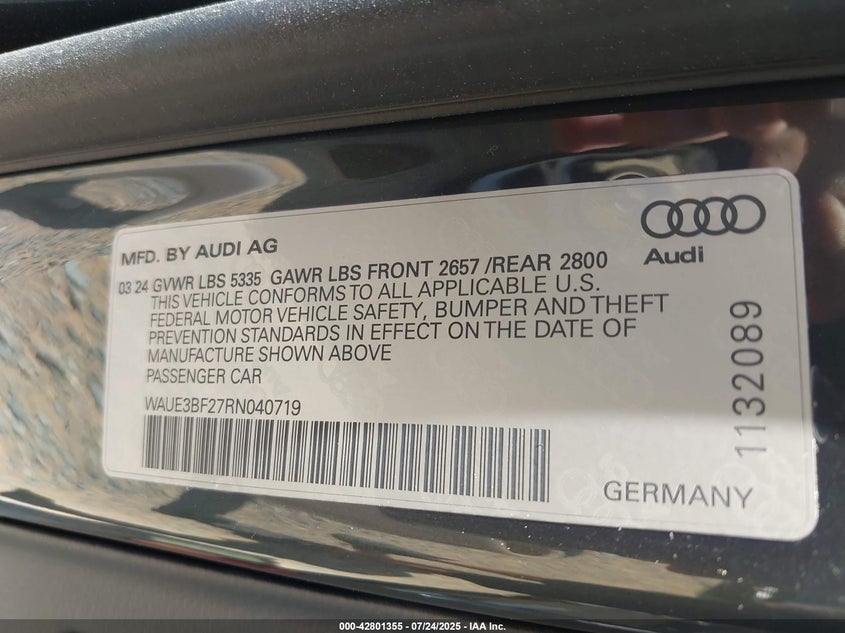 MFD. BY AUDI AG
Audi
03 24 GVWR LBS 5335 GAWR LBS FRONT 2657 /REAR 2800
THIS VEHICLE CONFORMS TO ALL APPLICABLE U.S.
FEDERAL MOTOR VEHICLE SAFETY, BUMPER AND THEFT
PREVENTION STANDARDS IN EFFECT ON THE DATE OF
MANUFACTURE SHOWN ABOVE
PASSENGER CAR
WAUE3BF27RN040719
1132089
GERMANY
000-42801355 - 07/24/2025 - IAA Inc.